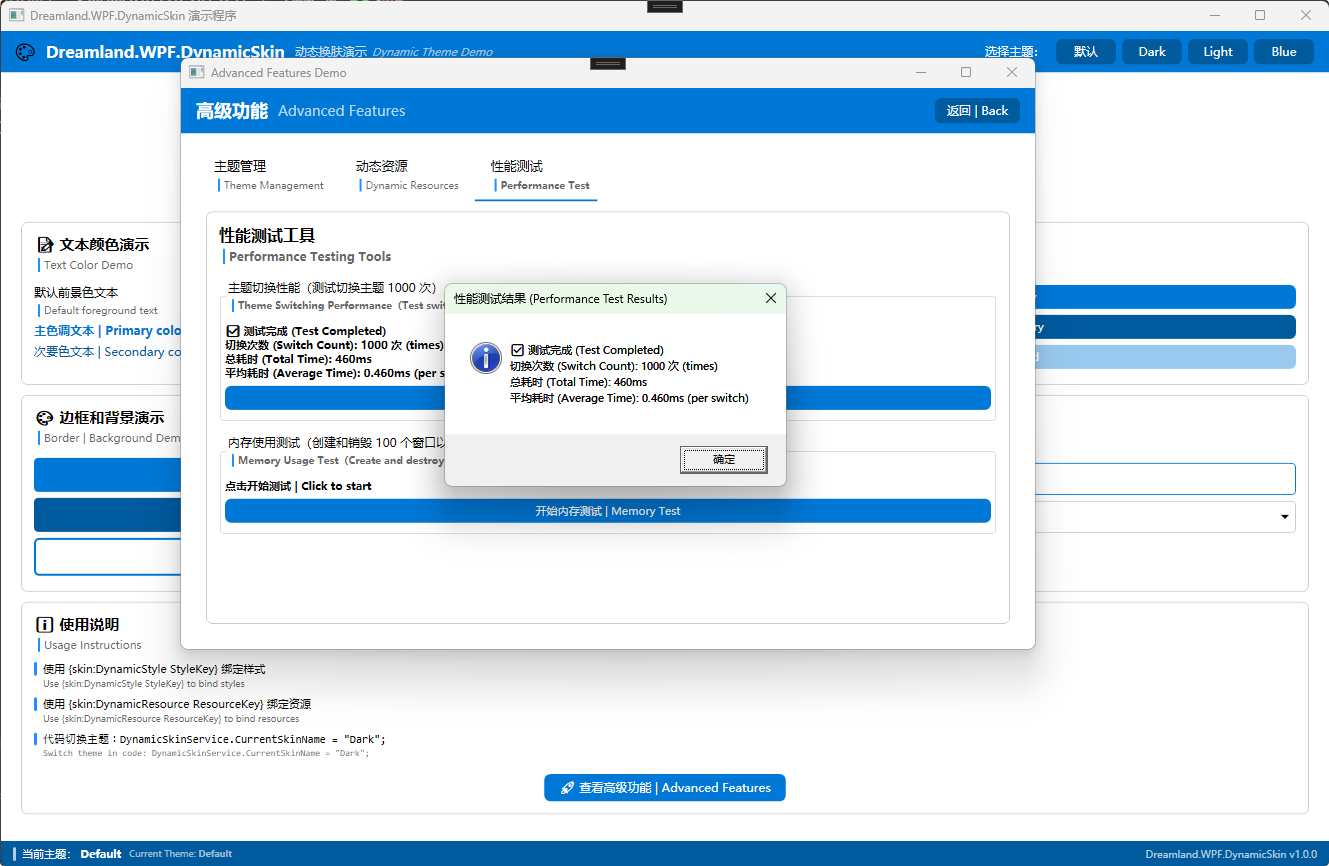 Dreamland.WPF.DynamicSkin 演示程序
Dreamland.WPF.DynamicSkin 动态换肤演示 Dynamic Theme Demo
选择主题: 默认 Dark Light Blue
Advanced Features Demo
高级功能 Advanced Features
返回 | Back
主题管理
Theme Management
动态资源
Dynamic Resources
性能测试
Performance Test
性能测试工具
Performance Testing Tools
主题切换性能（测试切换主题 1000 次）
Theme Switching Performance (Test swit
测试完成 (Test Completed)
切换次数 (Switch Count): 1000 次 (times)
总耗时 (Total Time): 460ms
平均耗时 (Average Time): 0.460ms (per s
内存使用测试（创建和销毁 100 个窗口以
Memory Usage Test (Create and destroy
点击开始测试 | Click to start
开始内存测试 | Memory Test
性能测试结果 (Performance Test Results)
测试完成 (Test Completed)
切换次数 (Switch Count): 1000 次 (times)
总耗时 (Total Time): 460ms
平均耗时 (Average Time): 0.460ms (per switch)
确定
文本颜色演示
Text Color Demo
默认前景色文本
Default foreground text
主色调文本 | Primary colo
次要色文本 | Secondary co
边框和背景演示
Border | Background Dem
使用说明
Usage Instructions
使用 {skin:DynamicStyle StyleKey} 绑定样式
Use {skin:DynamicStyle StyleKey} to bind styles
使用 {skin:DynamicResource ResourceKey} 绑定资源
Use {skin:DynamicResource ResourceKey} to bind resources
代码切换主题：DynamicSkinService.CurrentSkinName = "Dark";
Switch theme in code: DynamicSkinService.CurrentSkinName = "Dark";
查看高级功能 | Advanced Features
当前主题: Default Current Theme: Default
Dreamland.WPF.DynamicSkin v1.0.0